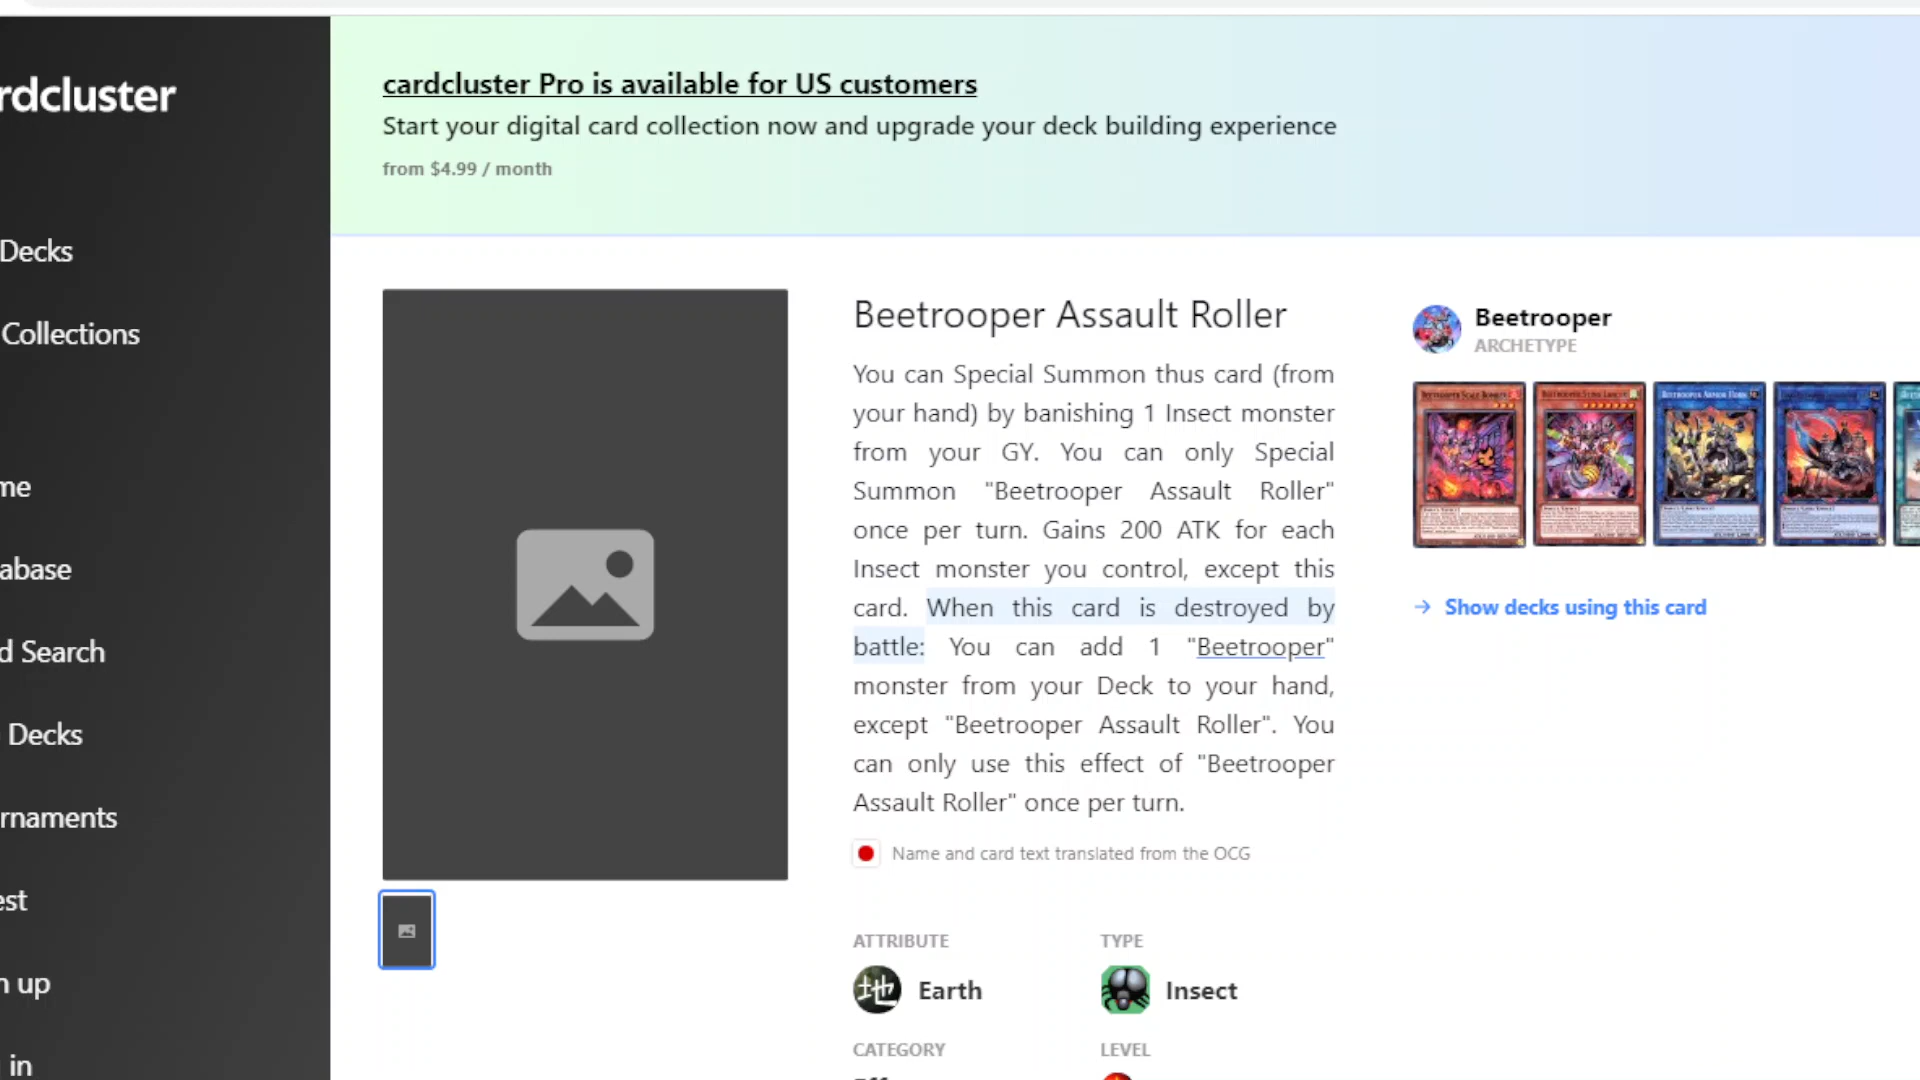 rdcluster
Decks
Collections
me
abase
d Search
Decks
rnaments
est
n up
in
cardcluster Pro is available for US customers
Start your digital card collection now and upgrade your deck building experience
from $4.99 / month
Beetrooper Assault Roller
You can Special Summon thus card (from
your hand) by banishing 1 Insect monster
from your GY. You can only Special
Summon "Beetrooper Assault Roller"
once per turn. Gains 200 ATK for each
Insect monster you control, except this
card. When this card is destroyed by
battle: You can add 1 "Beetrooper"
monster from your Deck to your hand,
except "Beetrooper Assault Roller". You
can only use this effect of "Beetrooper
Assault Roller" once per turn.
Name and card text translated from the OCG
ATTRIBUTE
地 Earth
TYPE
Insect
CATEGORY
LEVEL
Beetrooper
ARCHETYPE
→ Show decks using this card